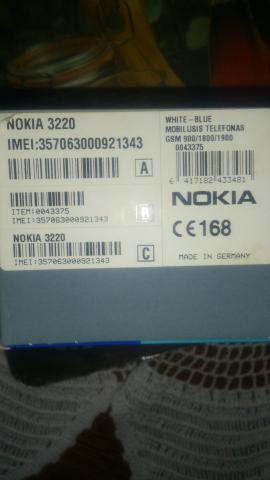 NOKIA 3220
IMEI:357063000921343
A
ITEM:0043375
IMEI:357063000921343
B
NOKIA 3220
IMEI:357063000921343
C
WHITE-BLUE
MOBILUSIS TELEFONAS
GSM 900/1800/1900
0043375
6 417182 433481
NOKIA
CE168
MADE IN GERMANY